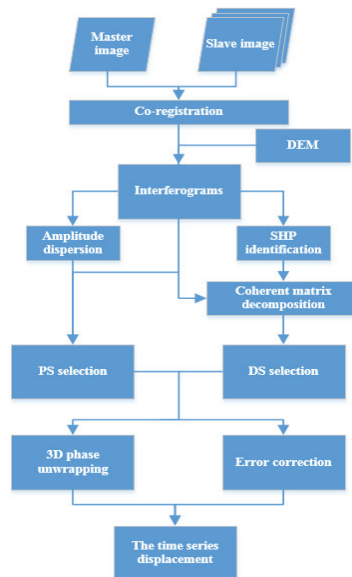 Master
image
Slave image
Co-registration
DEM
Interferograms
Amplitude
dispersion
SHP
identification
Coherent matrix
decomposition
PS selection
DS selection
3D phase
unwrapping
Error correction
The time series
displacement